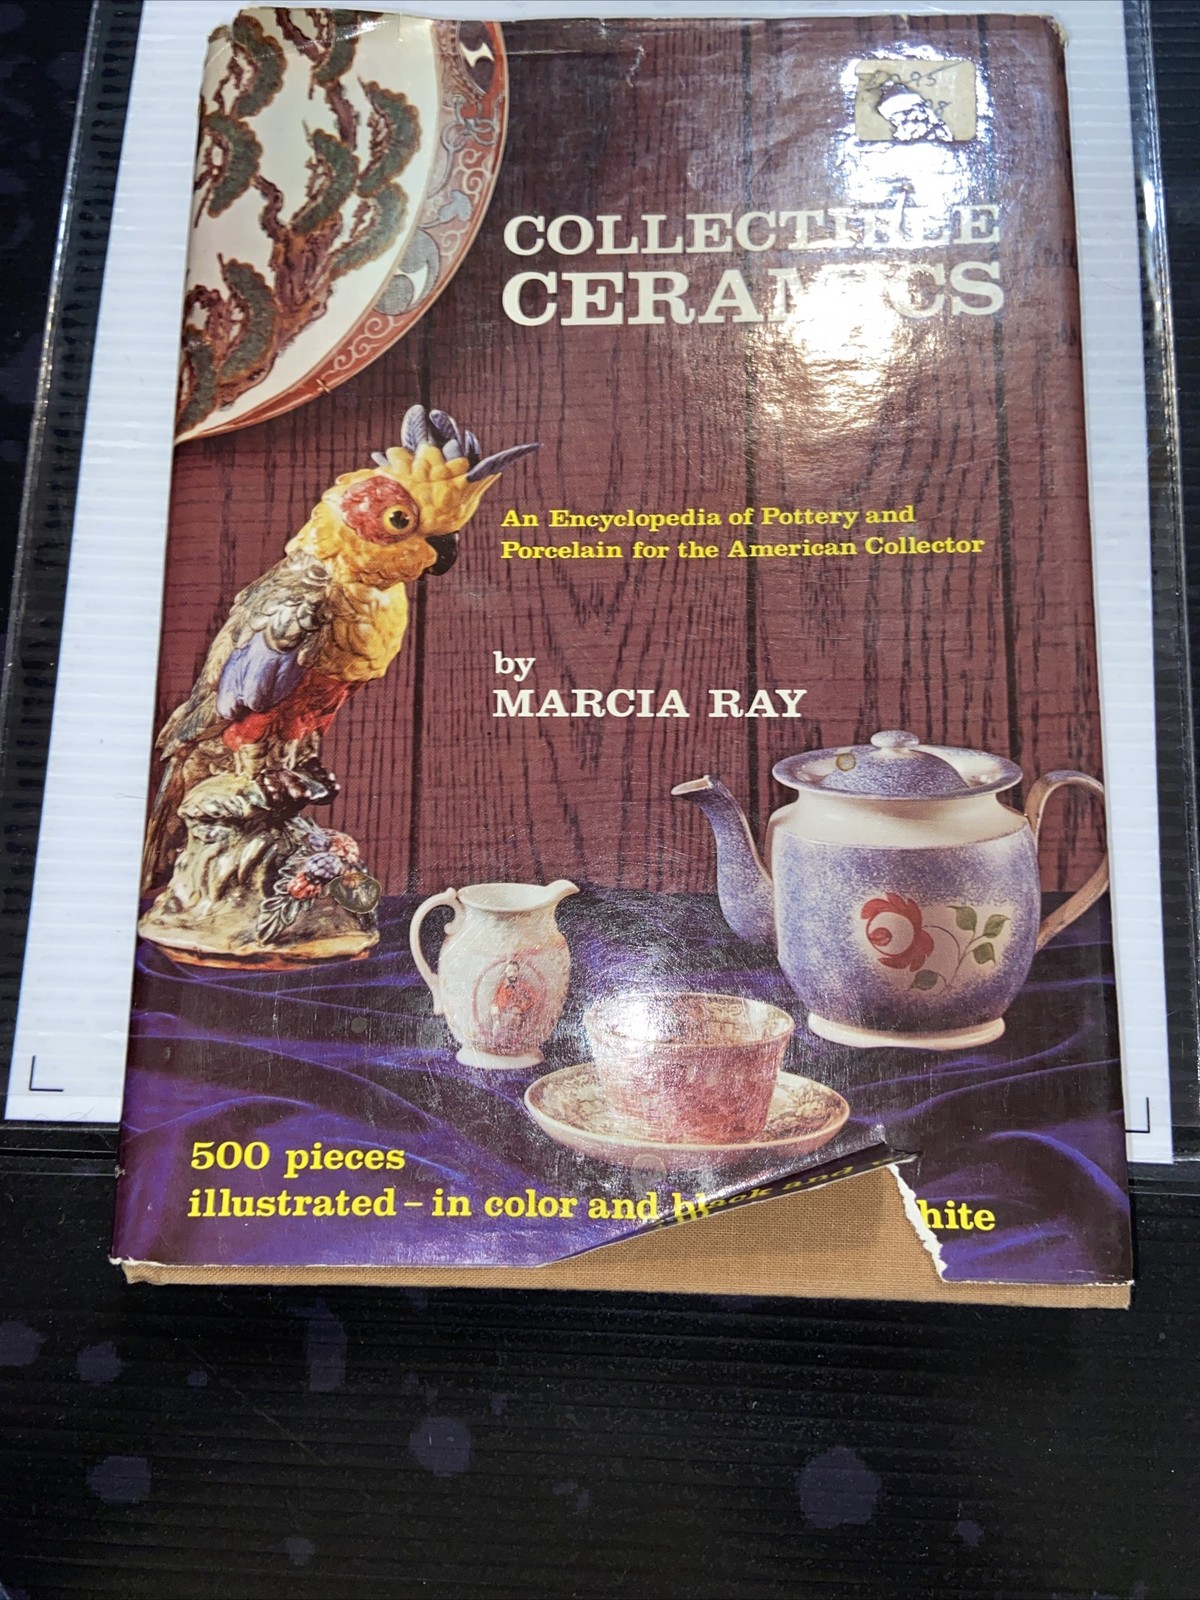 COLLECTIBLE
CERAMICS
An Encyclopedia of Pottery and
Porcelain for the American Collector
by
MARCIA RAY
500 pieces
illustrated – in color and black and
hite